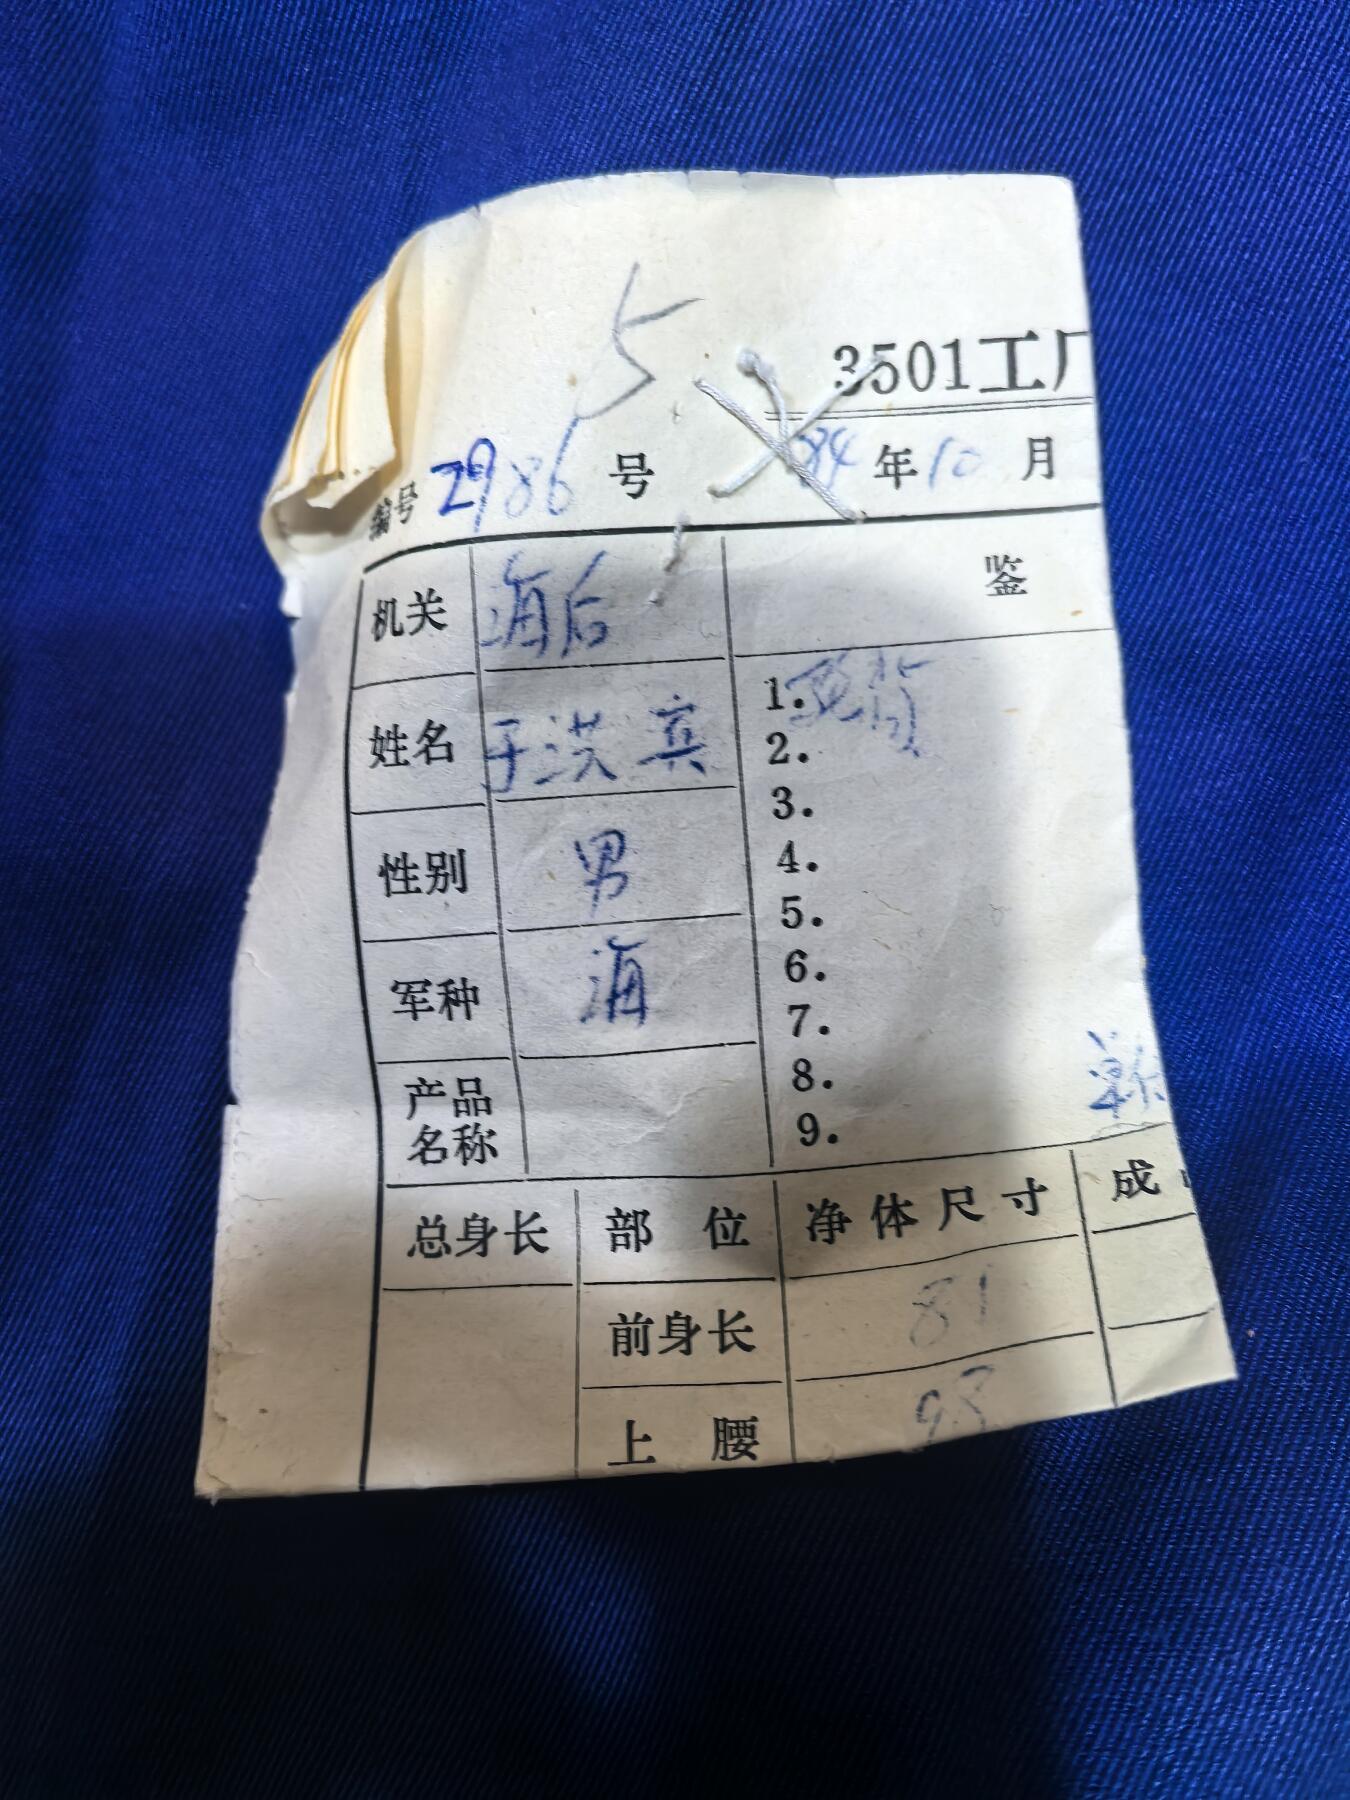 5
3501工厂
编号 2986 号 84 年 10 月
机关 海后 鉴
姓名 于洪宾
性别 男
军种 海
产品名称
1.
2.
3.
4.
5.
6.
7.
8.
9.
总身长 部位 净体尺寸 成
前身长 81
上腰 93